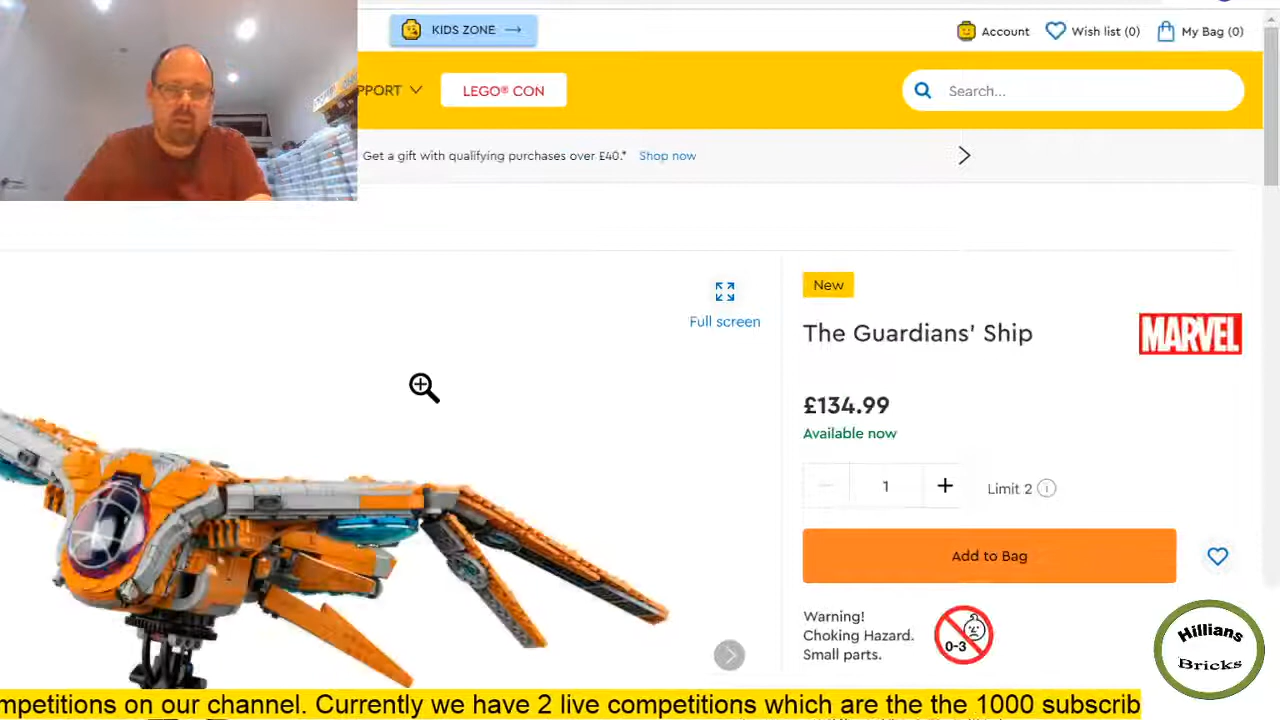 KIDS ZONE →
Account
Wish list (0)
My Bag (0)
PPORT
LEGO® CON
Search...
Get a gift with qualifying purchases over £40.* Shop now
Full screen
New
The Guardians' Ship
MARVEL
£134.99
Available now
1
Limit 2
Add to Bag
Warning!
Choking Hazard.
Small parts.
0-3
Hillians
Bricks
mpetitions on our channel. Currently we have 2 live competitions which are the the 1000 subscrib